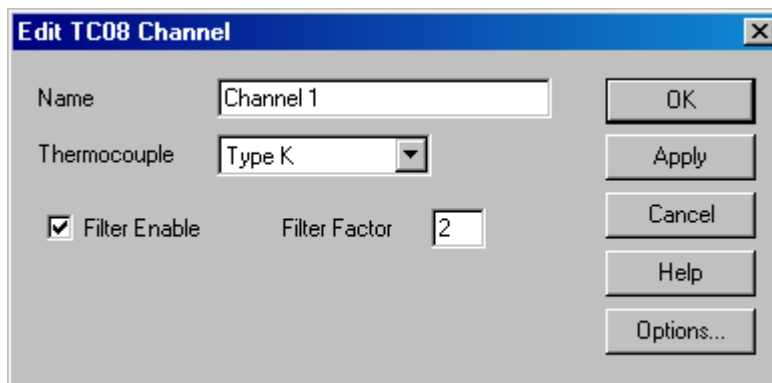 Edit TC08 Channel
Name Channel 1
Thermocouple Type K
Filter Enable Filter Factor 2
OK
Apply
Cancel
Help
Options...